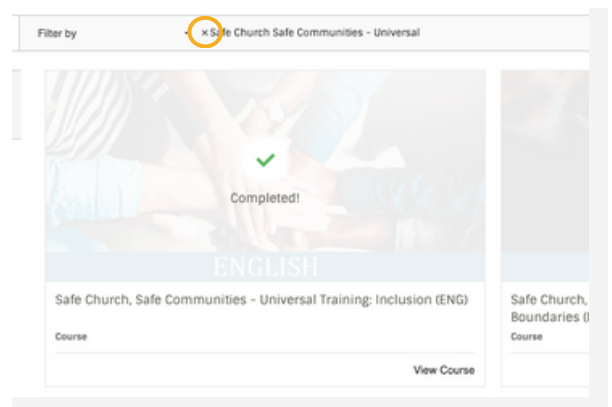 Filter by
× Safe Church Safe Communities - Universal
Completed!
ENGLISH
Safe Church, Safe Communities - Universal Training: Inclusion (ENG)
Course
View Course
Safe Church,
Boundaries (
Course